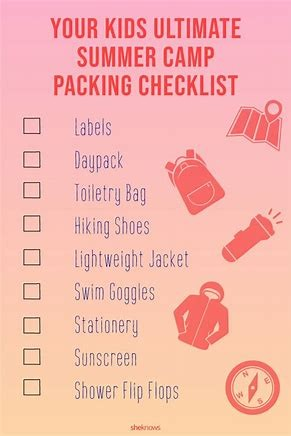 YOUR KIDS ULTIMATE
SUMMER CAMP
PACKING CHECKLIST
Labels
Daypack
Toiletry Bag
Hiking Shoes
Lightweight Jacket
Swim Goggles
Stationery
Sunscreen
Shower Flip Flops
N
E
S
W
sheknows